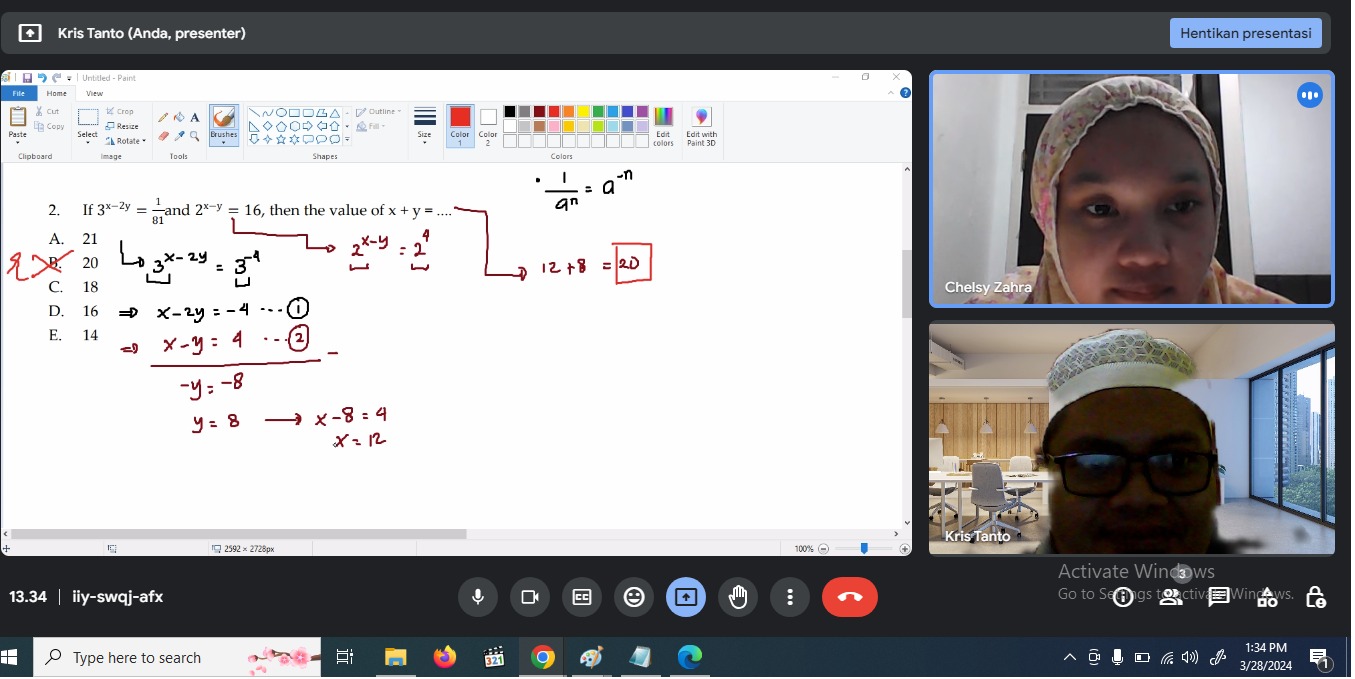 Kris Tanto (Anda, presenter)
Hentikan presentasi
Untitled - Paint
File Home View
Paste
Cut
Copy
Clipboard
Select
Crop
Resize
Rotate
Image
Tools
Brushes
Outline
Fill
Shapes
Size
Color 1
Color 2
Edit colors
Colors
Edit with Paint 3D
1/aⁿ = a⁻ⁿ
2. If 3^(x−2y) = 1/81 and 2^(x−y) = 16, then the value of x + y = ....
A. 21
B. 20
C. 18
D. 16
E. 14
3^(x-2y) = 3^(-4)
2^(x-y) = 2^4
12 + 8 = 20
⇒ x-2y = -4 ... 1
⇒ x-y = 4 ... 2
-
-y = -8
y = 8 → x-8 = 4
x = 12
2592 × 2728px
100%
Chelsy Zahra
Kris Tanto
Activate Windows
Go to Settings to activate Windows.
3
13.34 | iiy-swqj-afx
Type here to search
321
1:34 PM
3/28/2024
1